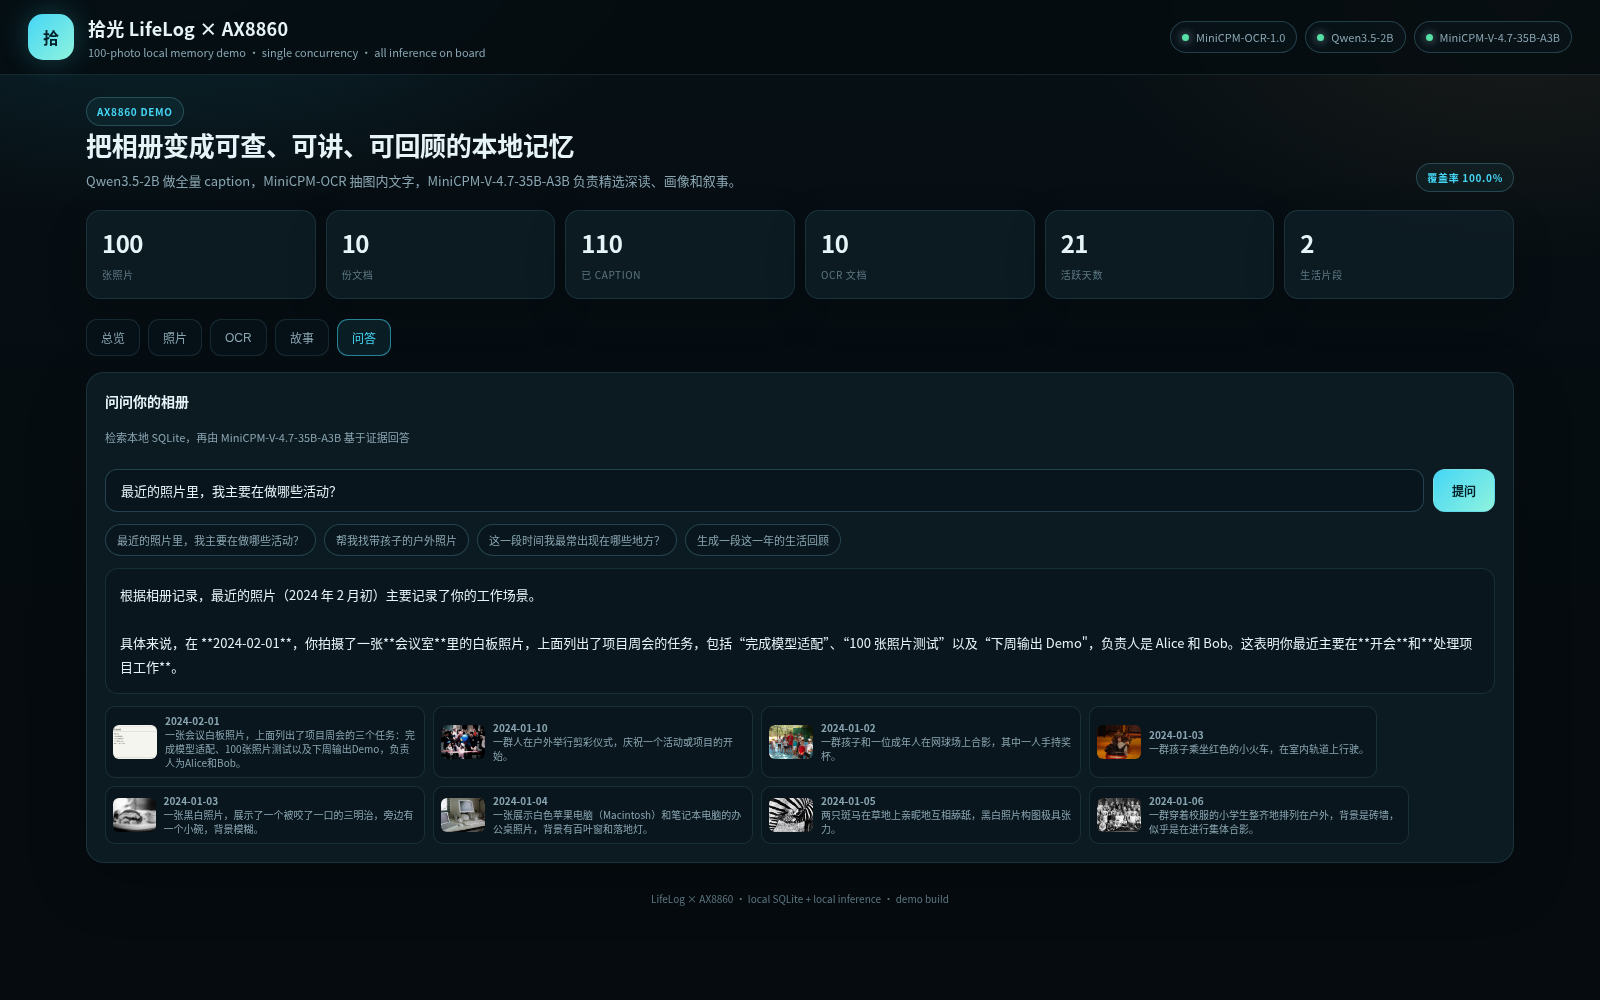 拾
拾光 LifeLog × AX8860
100-photo local memory demo · single concurrency · all inference on board
MiniCPM-OCR-1.0
Qwen3.5-2B
MiniCPM-V-4.7-35B-A3B
AX8860 DEMO
把相册变成可查、可讲、可回顾的本地记忆
Qwen3.5-2B 做全量 caption，MiniCPM-OCR 抽图内文字，MiniCPM-V-4.7-35B-A3B 负责精选深读、画像和叙事。
覆盖率 100.0%
100
张照片
10
份文档
110
已 CAPTION
10
OCR 文档
21
活跃天数
2
生活片段
总览
照片
OCR
故事
问答
问问你的相册
检索本地 SQLite，再由 MiniCPM-V-4.7-35B-A3B 基于证据回答
最近的照片里，我主要在做哪些活动？
提问
最近的照片里，我主要在做哪些活动？
帮我找带孩子的户外照片
这一段时间我最常出现在哪些地方？
生成一段这一年的生活回顾
根据相册记录，最近的照片（2024 年 2 月初）主要记录了你的工作场景。
具体来说，在 **2024-02-01**，你拍摄了一张**会议室**里的白板照片，上面列出了项目周会的任务，包括“完成模型适配”、“100 张照片测试”以及“下周输出 Demo"，负责人是 Alice 和 Bob。这表明你最近主要在**开会**和**处理项
目工作**。
2024-02-01
一张会议白板照片，上面列出了项目周会的三个任务：完
成模型适配、100张照片测试以及下周输出Demo，负责
人为Alice和Bob。
2024-01-10
一群人在户外举行剪彩仪式，庆祝一个活动或项目的开
始。
2024-01-02
一群孩子和一位成年人在网球场上合影，其中一人手持奖
杯。
2024-01-03
一群孩子乘坐红色的小火车，在室内轨道上行驶。
2024-01-03
一张黑白照片，展示了一个被咬了一口的三明治，旁边有
一个小碗，背景模糊。
2024-01-04
一张展示白色苹果电脑（Macintosh）和笔记本电脑的办
公桌照片，背景有百叶窗和落地灯。
2024-01-05
两只斑马在草地上亲昵地互相舔舐，黑白照片构图极具张
力。
2024-01-06
一群穿着校服的小学生整齐地排列在户外，背景是砖墙，
似乎是在进行集体合影。
LifeLog × AX8860 · local SQLite + local inference · demo build